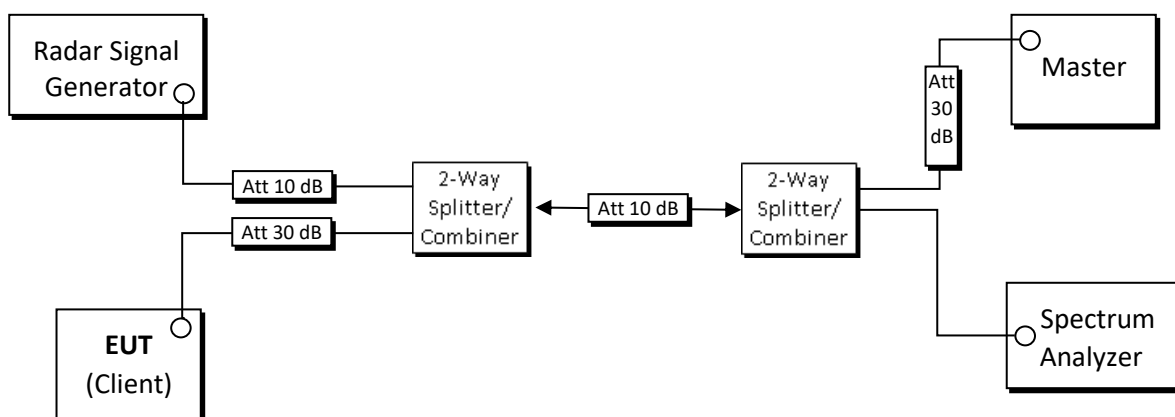 Radar Signal
Generator
Att 10 dB
Att 30 dB
EUT
(Client)
2-Way
Splitter/
Combiner
Att 10 dB
2-Way
Splitter/
Combiner
Att
30
dB
Master
Spectrum
Analyzer